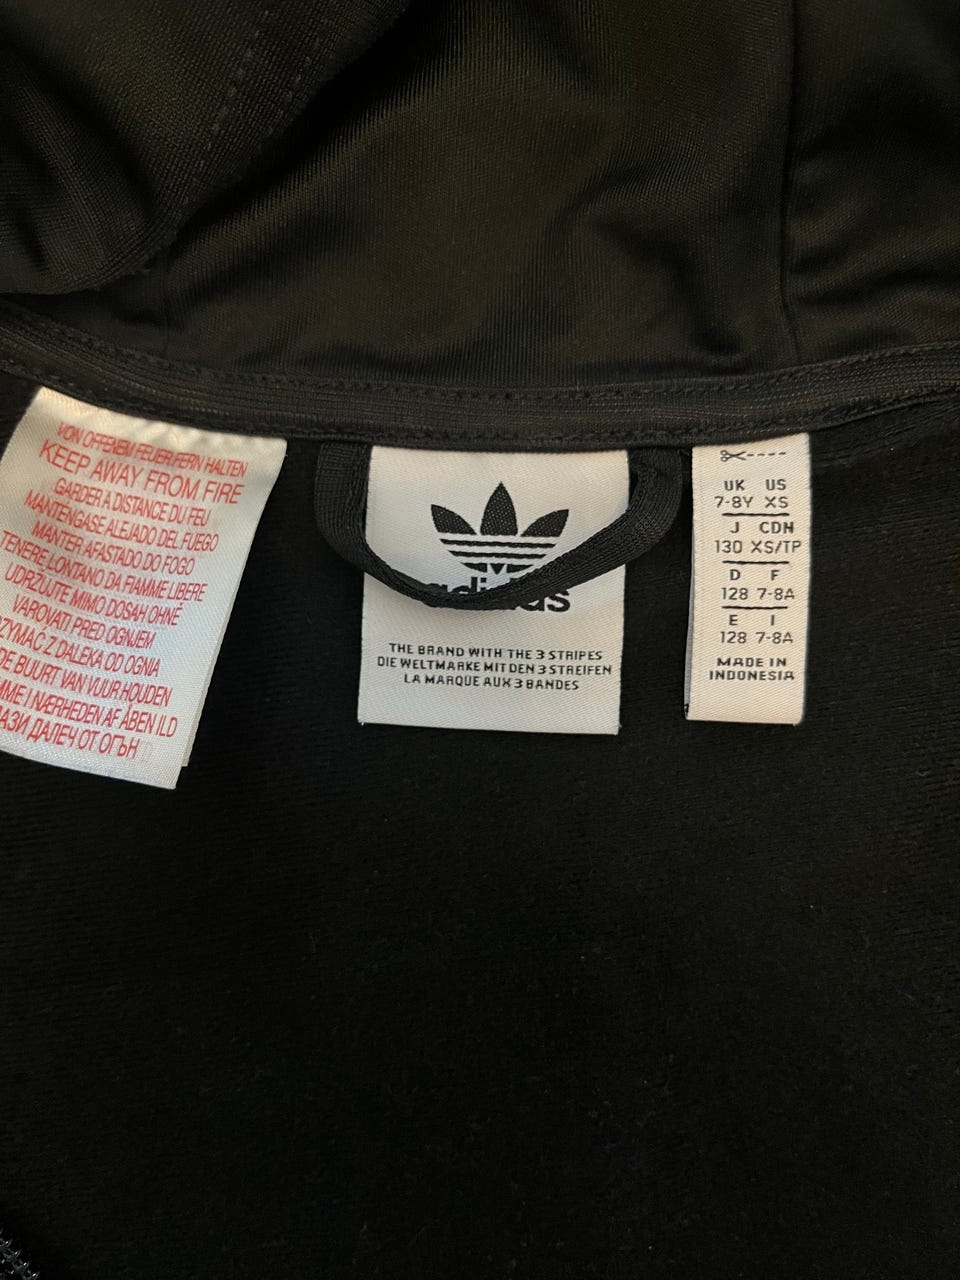 VON OFFENEM FEUER FERN HALTEN
KEEP AWAY FROM FIRE
GARDER A DISTANCE DU FEU
MANTENGASE ALEJADO DEL FUEGO
MANTER AFASTADO DO FOGO
TENERE LONTANO DA FIAMME LIBERE
UDRZUJTE MIMO DOSAH OHNĚ
VAROVATI PRED OGNJEM
Z DALEKA OD OGNIA
DE BUURT VAN VUUR HOUDEN
I NÆRHEDEN AF ÅBEN ILD
ДАЛЕЧ ОТ ОГЪН
adidas
THE BRAND WITH THE 3 STRIPES
DIE WELTMARKE MIT DEN 3 STREIFEN
LA MARQUE AUX 3 BANDES
UK US
7-8Y XS
J CDN
130 XS/TP
D F
128 7-8A
E I
128 7-8A
MADE IN
INDONESIA